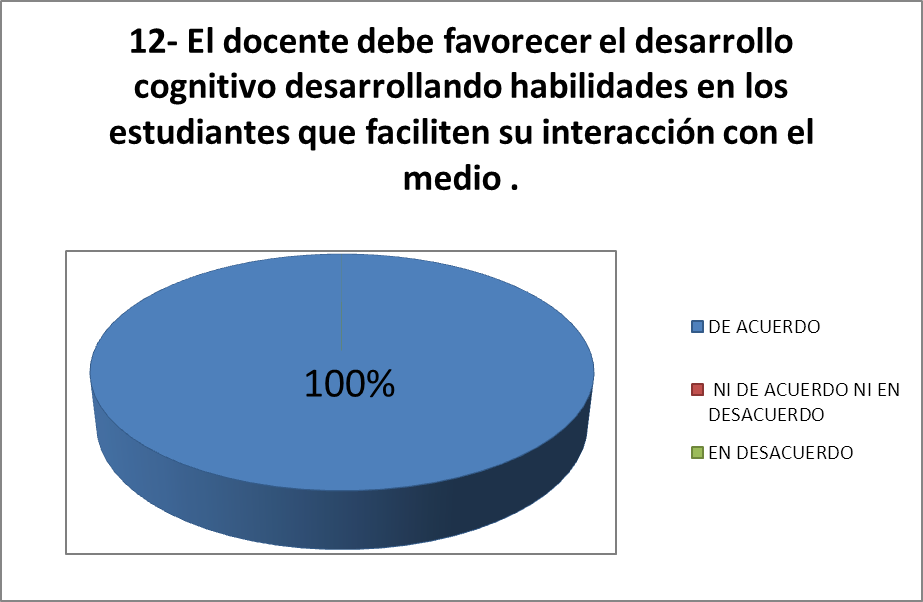 12- El docente debe favorecer el desarrollo
cognitivo desarrollando habilidades en los
estudiantes que faciliten su interacción con el
medio .
100%
DE ACUERDO
NI DE ACUERDO NI EN
DESACUERDO
EN DESACUERDO